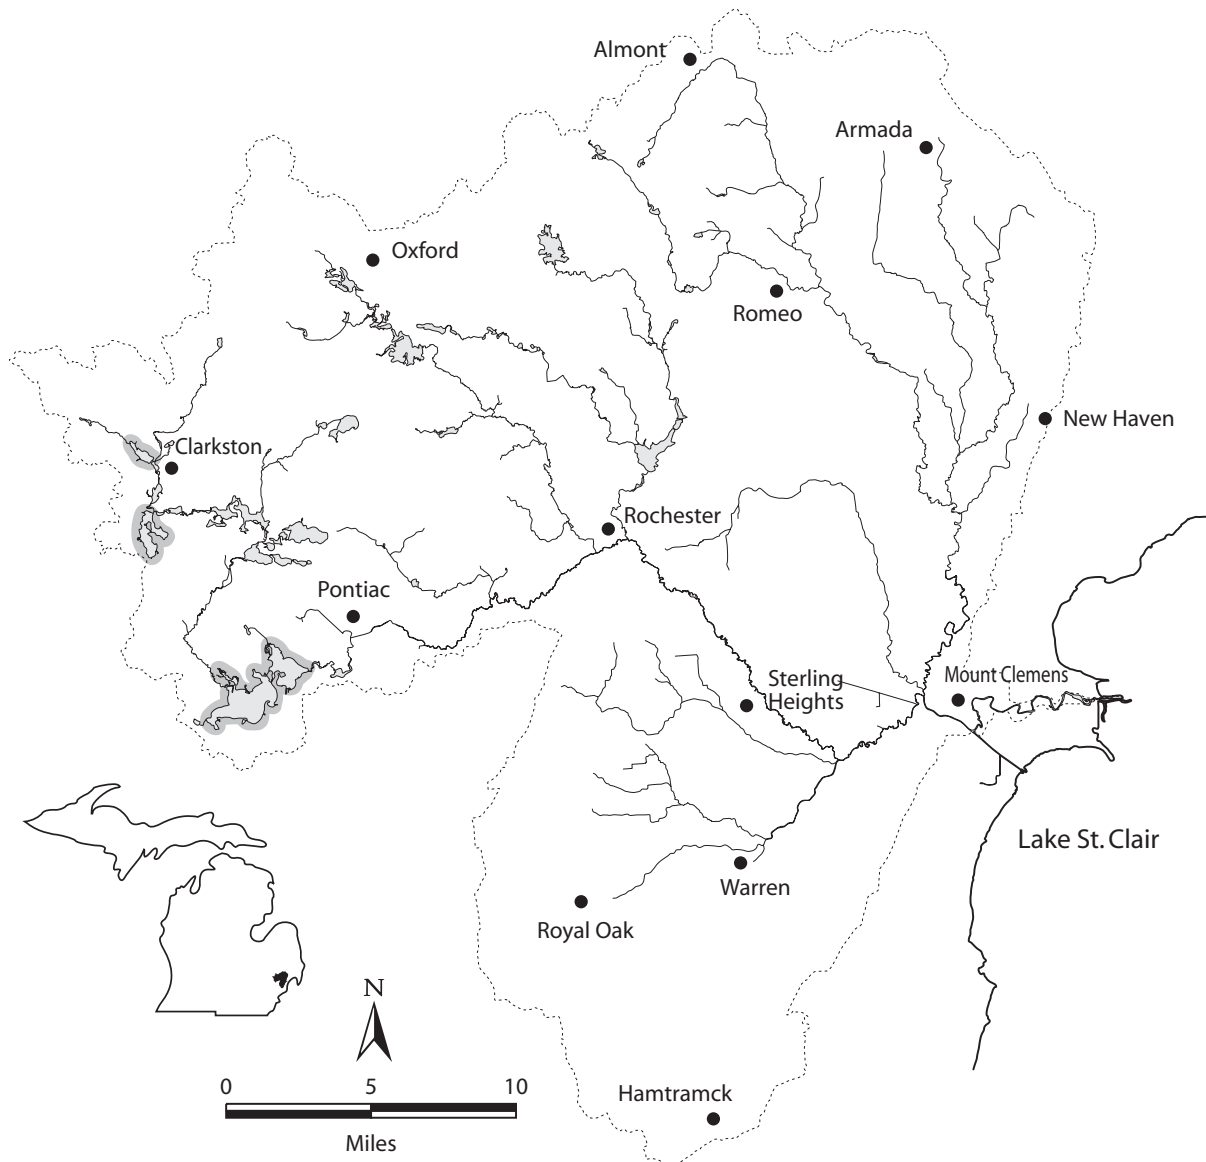 Almont
Armada
Oxford
Romeo
New Haven
Clarkston
Rochester
Pontiac
Mount Clemens
Sterling
Heights
Lake St. Clair
Warren
Royal Oak
N
0 5 10
Miles
Hamtramck